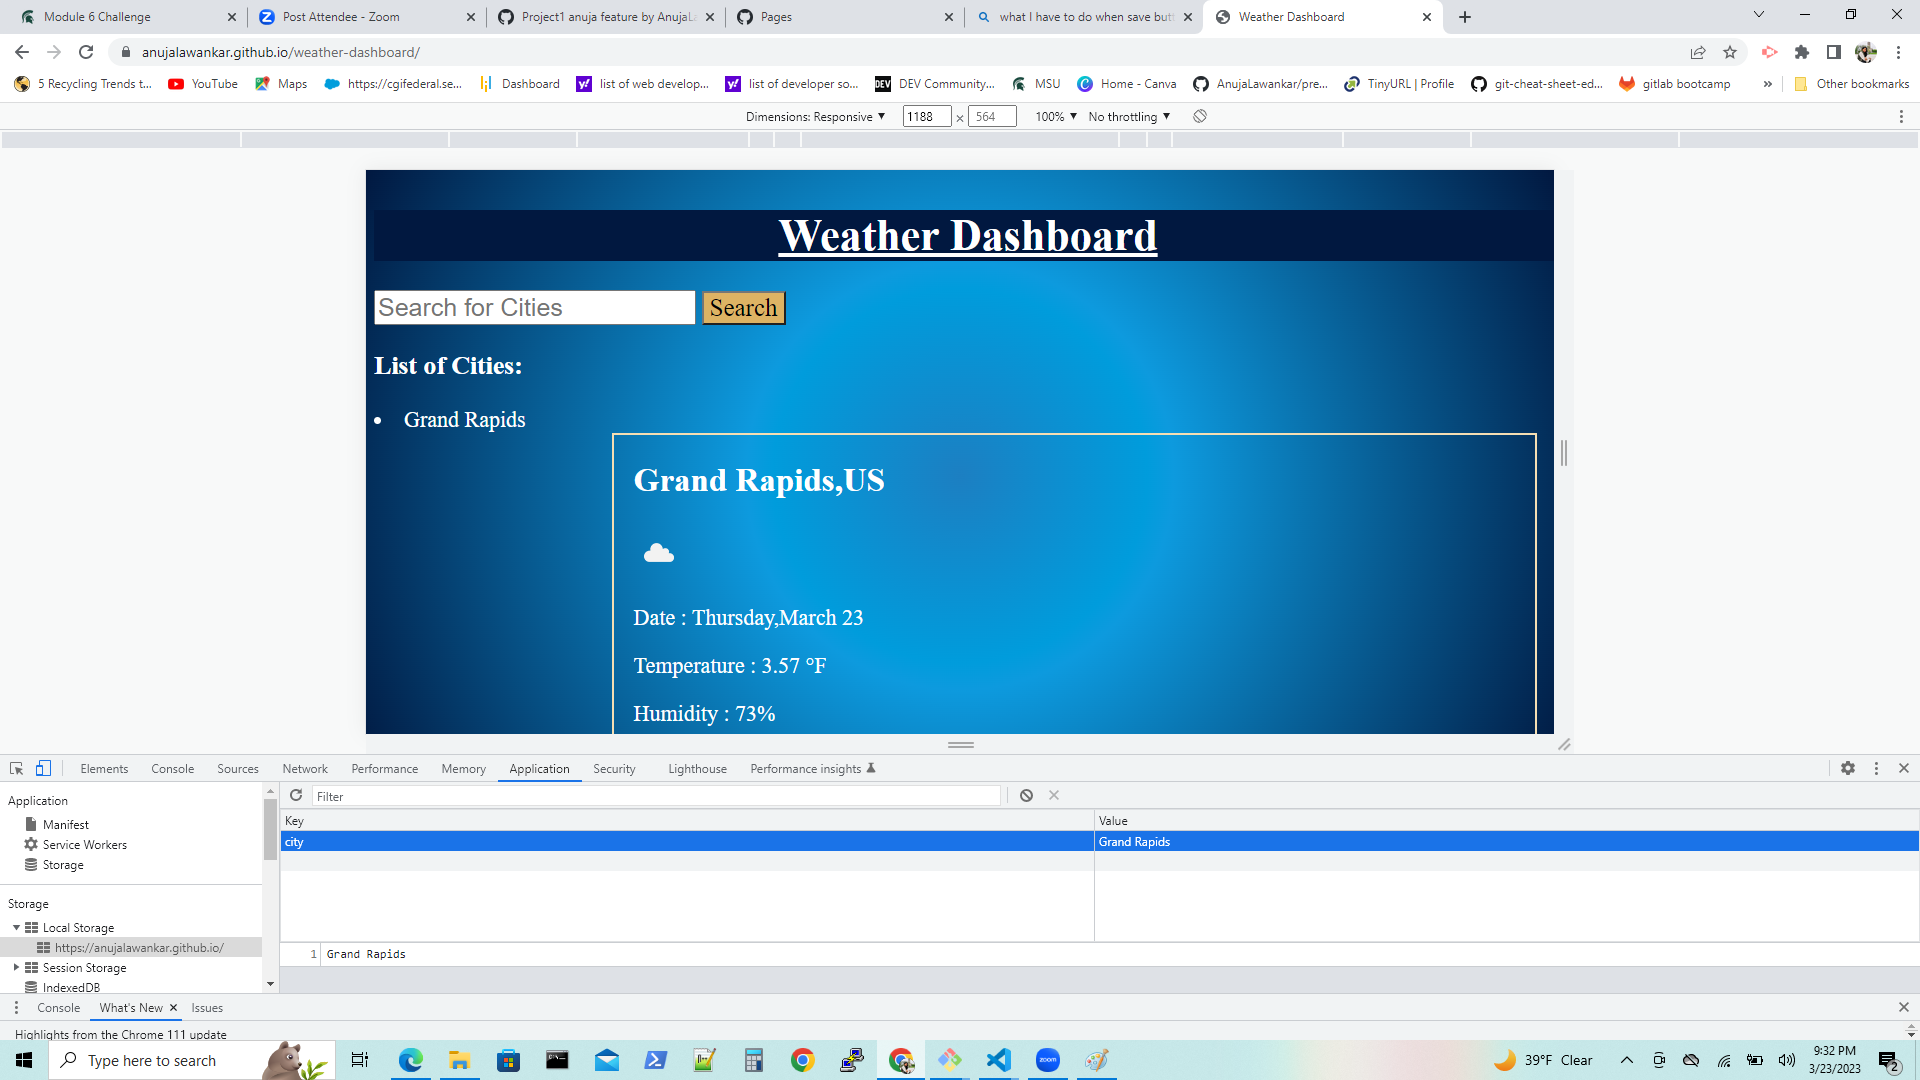 Module 6 Challenge
Post Attendee - Zoom
Project1 anuja feature by AnujaLa
Pages
what I have to do when save butt
Weather Dashboard
anujalawankar.github.io/weather-dashboard/
5 Recycling Trends t...
YouTube
Maps
https://cgifederal.se...
Dashboard
list of web develop...
list of developer so...
DEV Community...
MSU
Home - Canva
AnujaLawankar/pre...
TinyURL | Profile
git-cheat-sheet-ed...
gitlab bootcamp
»
Other bookmarks
Dimensions: Responsive ▼ 1188 × 564 100% ▼ No throttling ▼
Weather Dashboard
Search for Cities Search
List of Cities:
• Grand Rapids
Grand Rapids,US
Date : Thursday,March 23
Temperature : 3.57 °F
Humidity : 73%
Elements Console Sources Network Performance Memory Application Security Lighthouse Performance insights
Application
Manifest
Service Workers
Storage
Storage
Local Storage
https://anujalawankar.github.io/
Session Storage
IndexedDB
Filter
Key Value
city Grand Rapids
1 Grand Rapids
Console What's New Issues
Highlights from the Chrome 111 update
Type here to search
zoom
39°F Clear
9:32 PM
3/23/2023
2